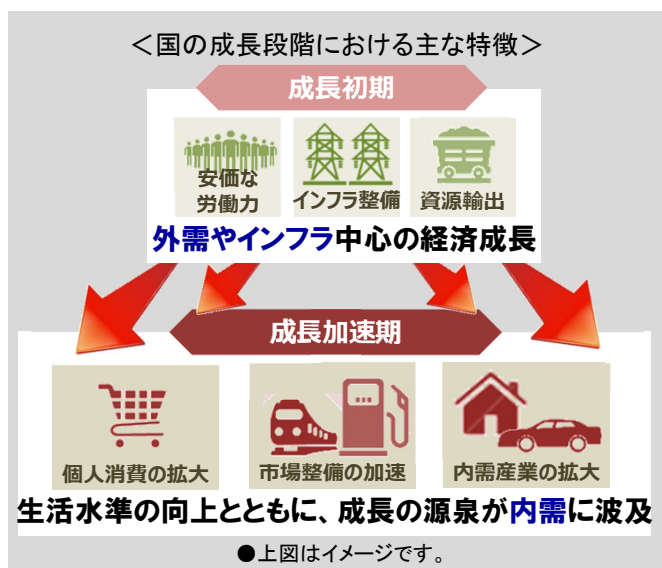 ＜国の成長段階における主な特徴＞
成長初期
安価な
労働力
インフラ整備
資源輸出
外需やインフラ中心の経済成長
成長加速期
個人消費の拡大
市場整備の加速
内需産業の拡大
生活水準の向上とともに、成長の源泉が内需に波及
●上図はイメージです。